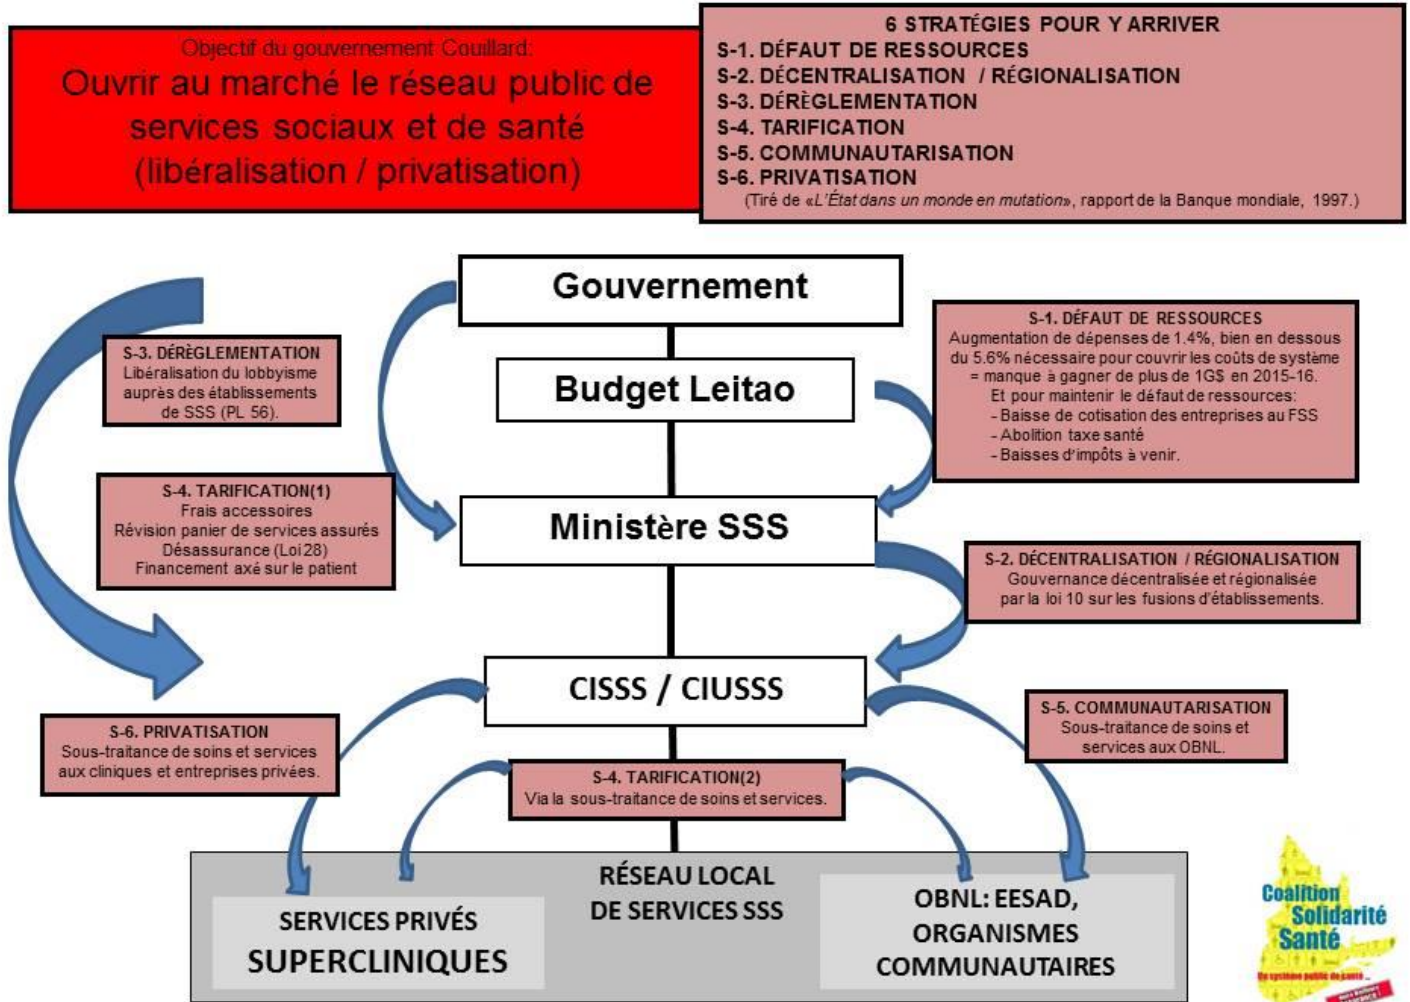 Objectif du gouvernement Couillard:
Ouvrir au marché le réseau public de
services sociaux et de santé
(libéralisation / privatisation)
6 STRATÉGIES POUR Y ARRIVER
S-1. DÉFAUT DE RESSOURCES
S-2. DÉCENTRALISATION / RÉGIONALISATION
S-3. DÉRÈGLEMENTATION
S-4. TARIFICATION
S-5. COMMUNAUTARISATION
S-6. PRIVATISATION
(Tiré de «L'État dans un monde en mutation», rapport de la Banque mondiale, 1997.)
Gouvernement
S-1. DÉFAUT DE RESSOURCES
Augmentation de dépenses de 1.4%, bien en dessous
du 5.6% nécessaire pour couvrir les coûts de système
= manque à gagner de plus de 1G$ en 2015-16.
Et pour maintenir le défaut de ressources:
- Baisse de cotisation des entreprises au FSS
- Abolition taxe santé
- Baisses d'impôts à venir.
S-3. DÉRÈGLEMENTATION
Libéralisation du lobbyisme
auprès des établissements
de SSS (PL 56).
Budget Leitao
S-4. TARIFICATION(1)
Frais accessoires
Révision panier de services assurés
Désassurance (Loi 28)
Financement axé sur le patient
Ministère SSS
S-2. DÉCENTRALISATION / RÉGIONALISATION
Gouvernance décentralisée et régionalisée
par la loi 10 sur les fusions d'établissements.
CISSS / CIUSSS
S-6. PRIVATISATION
Sous-traitance de soins et services
aux cliniques et entreprises privées.
S-5. COMMUNAUTARISATION
Sous-traitance de soins et
services aux OBNL.
S-4. TARIFICATION(2)
Via la sous-traitance de soins et services.
RÉSEAU LOCAL
DE SERVICES SSS
SERVICES PRIVÉS
SUPERCLINIQUES
OBNL: EESAD,
ORGANISMES
COMMUNAUTAIRES
Coalition
Solidarité
Santé
Un système public de santé ...